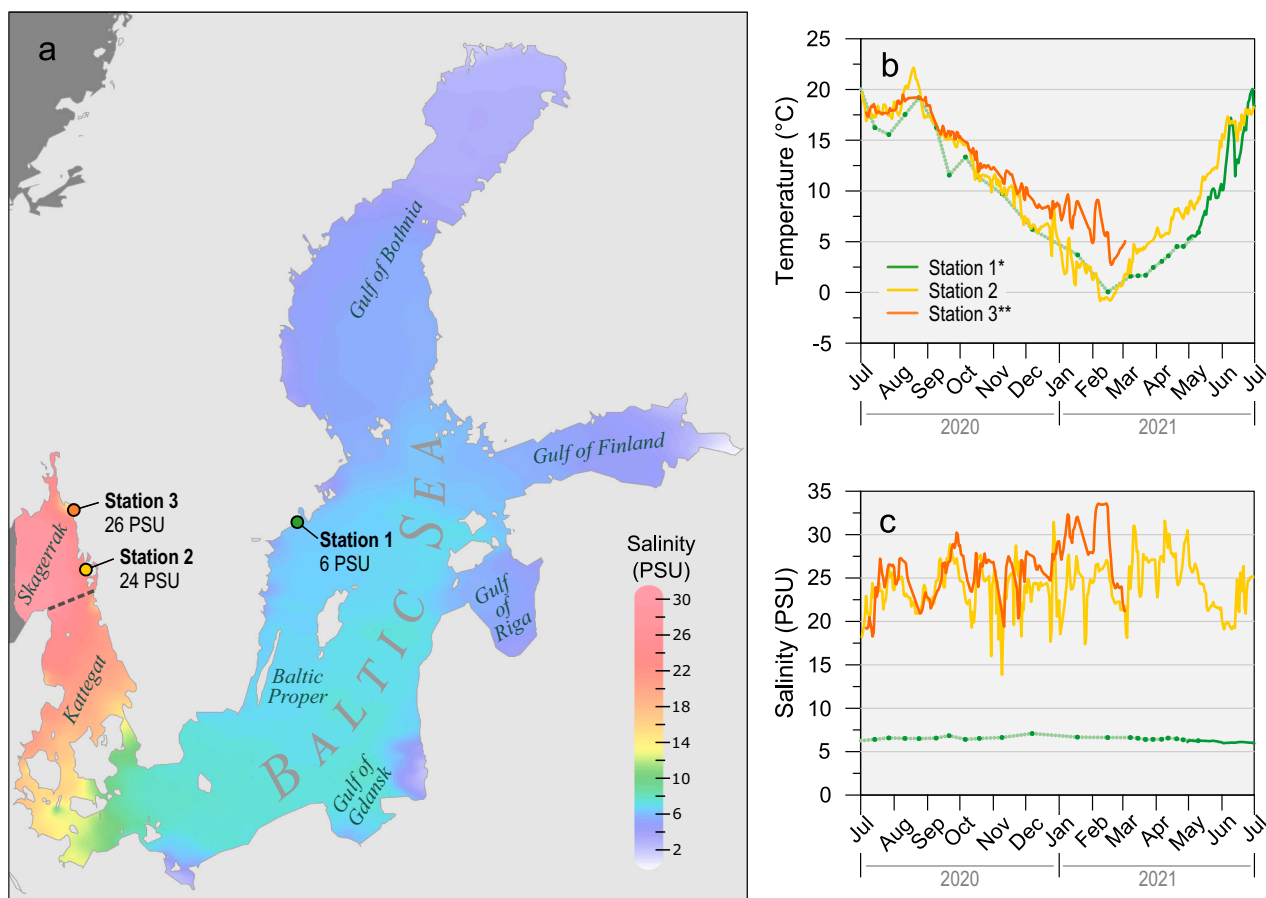 a
Gulf of Bothnia
Gulf of Finland
BALTIC SEA
Station 3
26 PSU
Station 2
24 PSU
Station 1
6 PSU
Skagerrak
Kattegat
Gulf
of
Riga
Baltic
Proper
Gulf of
Gdansk
Salinity
(PSU)
30
26
22
18
14
10
6
2
b
Temperature (°C)
25
20
15
10
5
0
-5
Station 1*
Station 2
Station 3**
Jul
Aug
Sep
Oct
Nov
Dec
Jan
Feb
Mar
Apr
May
Jun
Jul
2020
2021
c
Salinity (PSU)
35
30
25
20
15
10
5
0
Jul
Aug
Sep
Oct
Nov
Dec
Jan
Feb
Mar
Apr
May
Jun
Jul
2020
2021